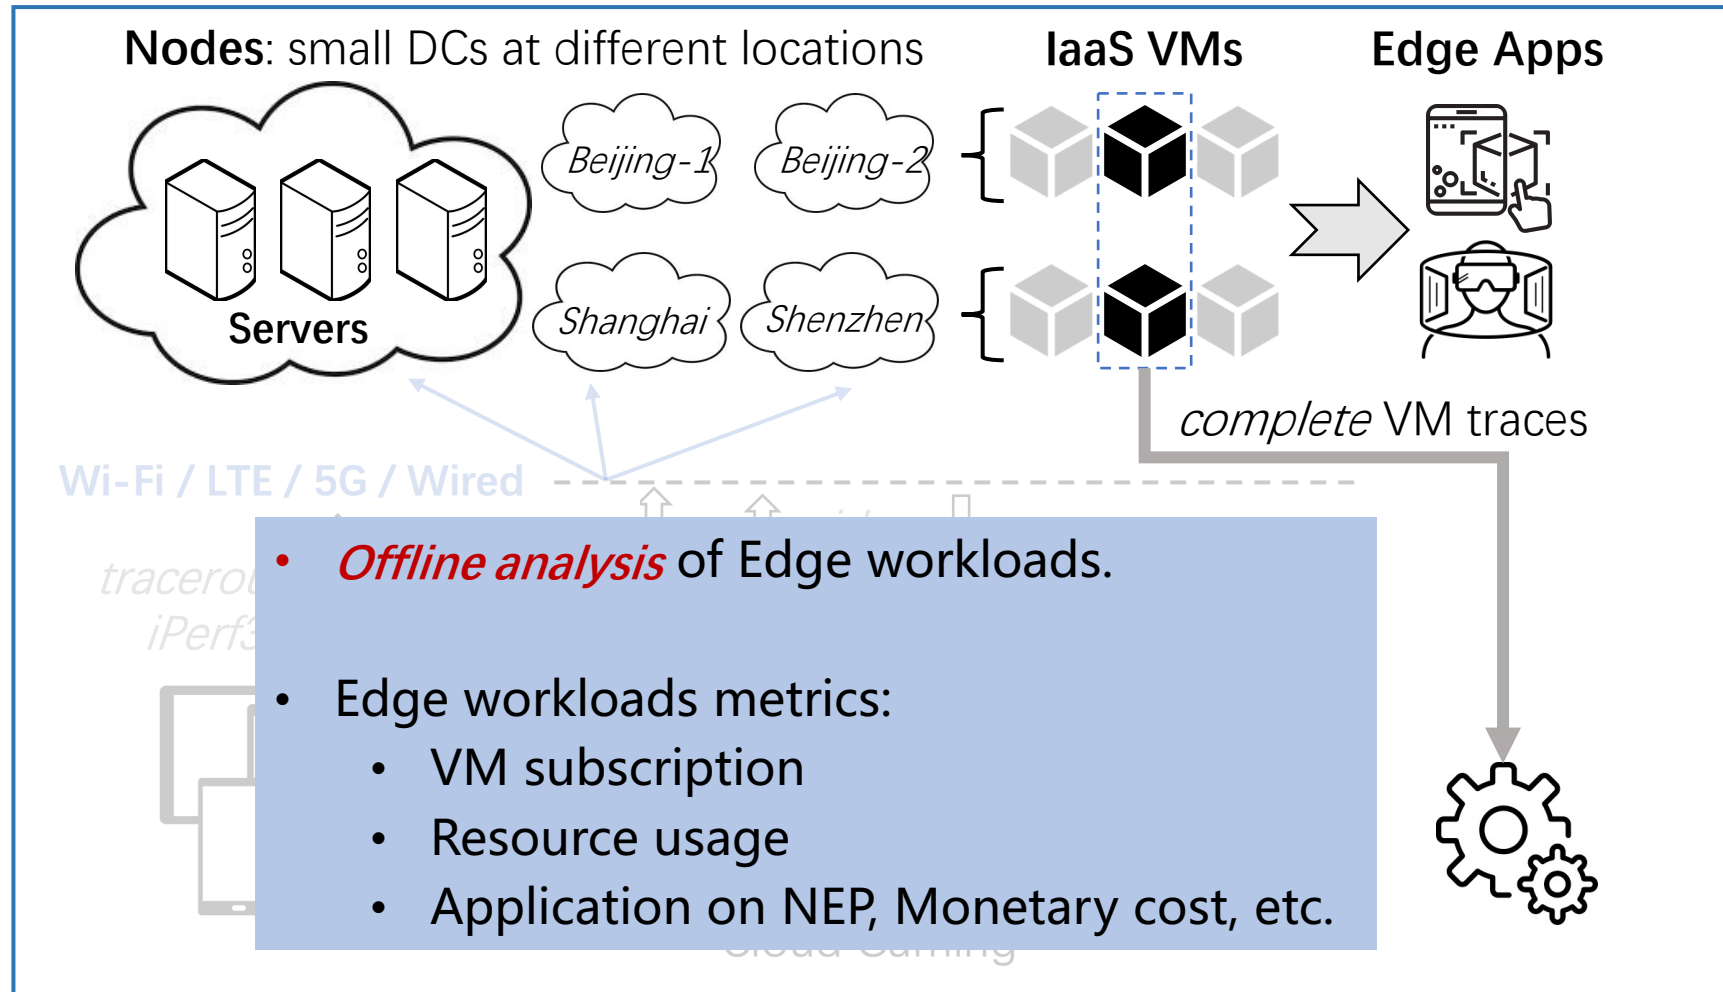 Nodes: small DCs at different locations
IaaS VMs
Edge Apps
Beijing-1
Beijing-2
Servers
Shanghai
Shenzhen
complete VM traces
Wi-Fi / LTE / 5G / Wired
iPerf3
• Offline analysis of Edge workloads.
• Edge workloads metrics:
• VM subscription
• Resource usage
• Application on NEP, Monetary cost, etc.